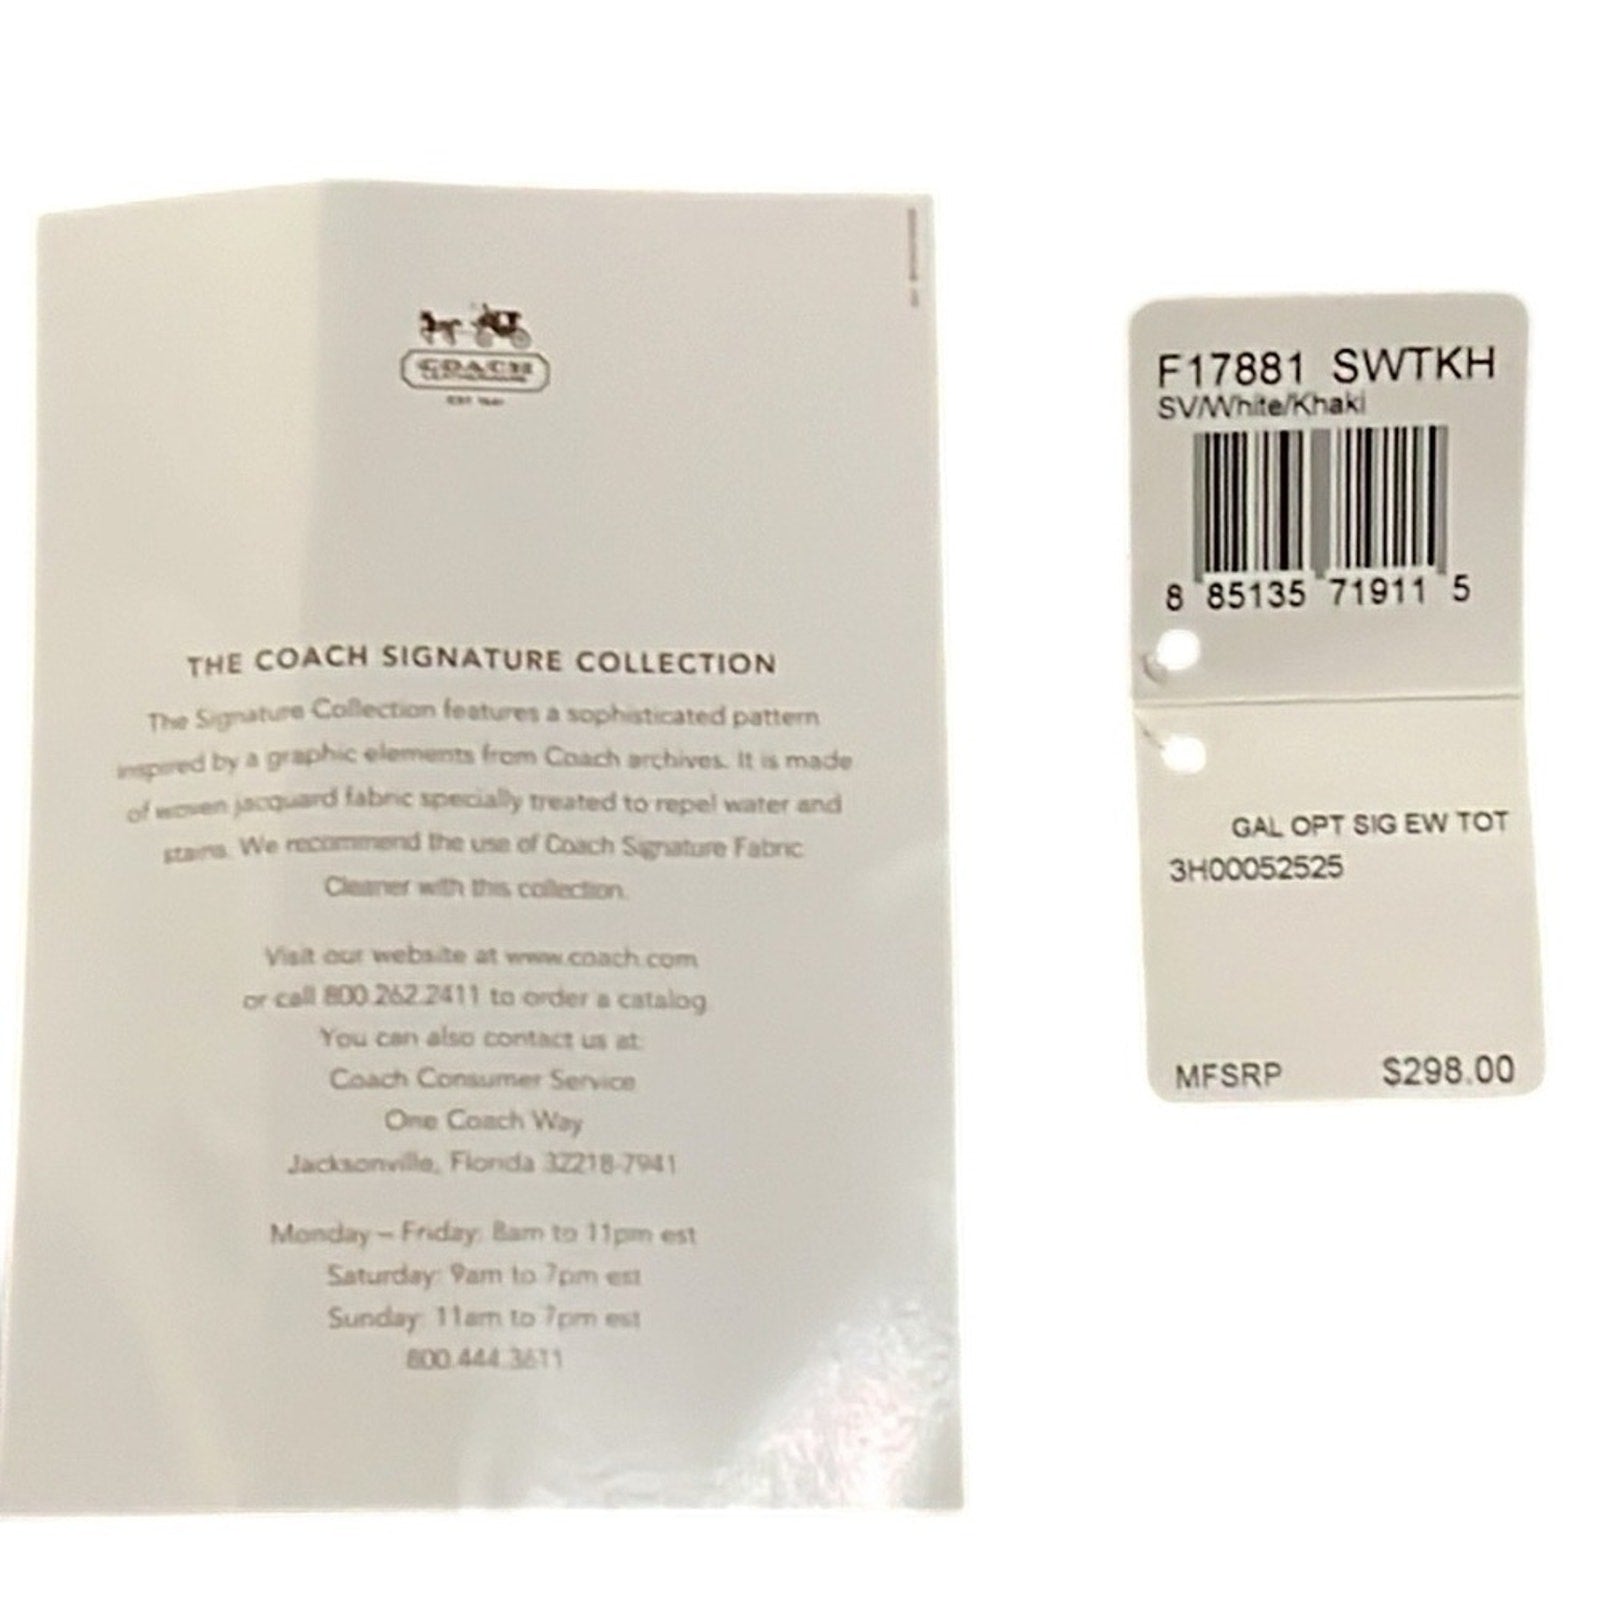 COACH
LEATHERWARE
EST. 1941
THE COACH SIGNATURE COLLECTION
The Signature Collection features a sophisticated pattern
inspired by a graphic elements from Coach archives. It is made
of woven jacquard fabric specially treated to repel water and
stains. We recommend the use of Coach Signature Fabric
Cleaner with this collection.
Visit our website at www.coach.com
or call 800.262.2411 to order a catalog
You can also contact us at:
Coach Consumer Service
One Coach Way
Jacksonville, Florida 32218-7941
Monday – Friday: 8am to 11pm est
Saturday: 9am to 7pm est
Sunday: 11am to 7pm est
800.444.3611
F17881 SWTKH
SV/White/Khaki
8 85135 71911 5
GAL OPT SIG EW TOT
3H00052525
MFSRP $298.00